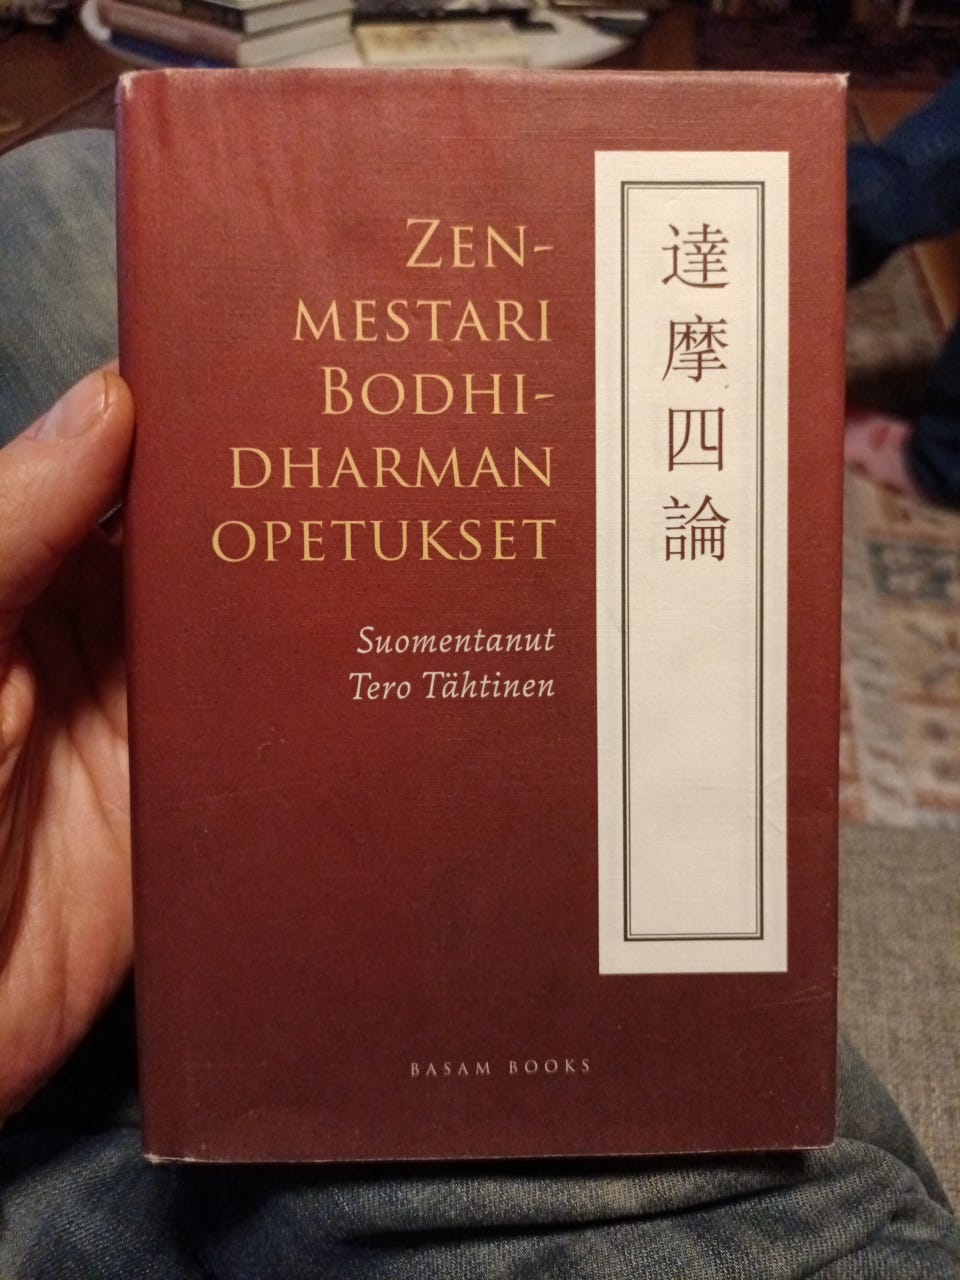 ZEN-
MESTARI
BODHI-
DHARMAN
OPETUKSET
Suomentanut
Tero Tähtinen
達摩四論
BASAM BOOKS